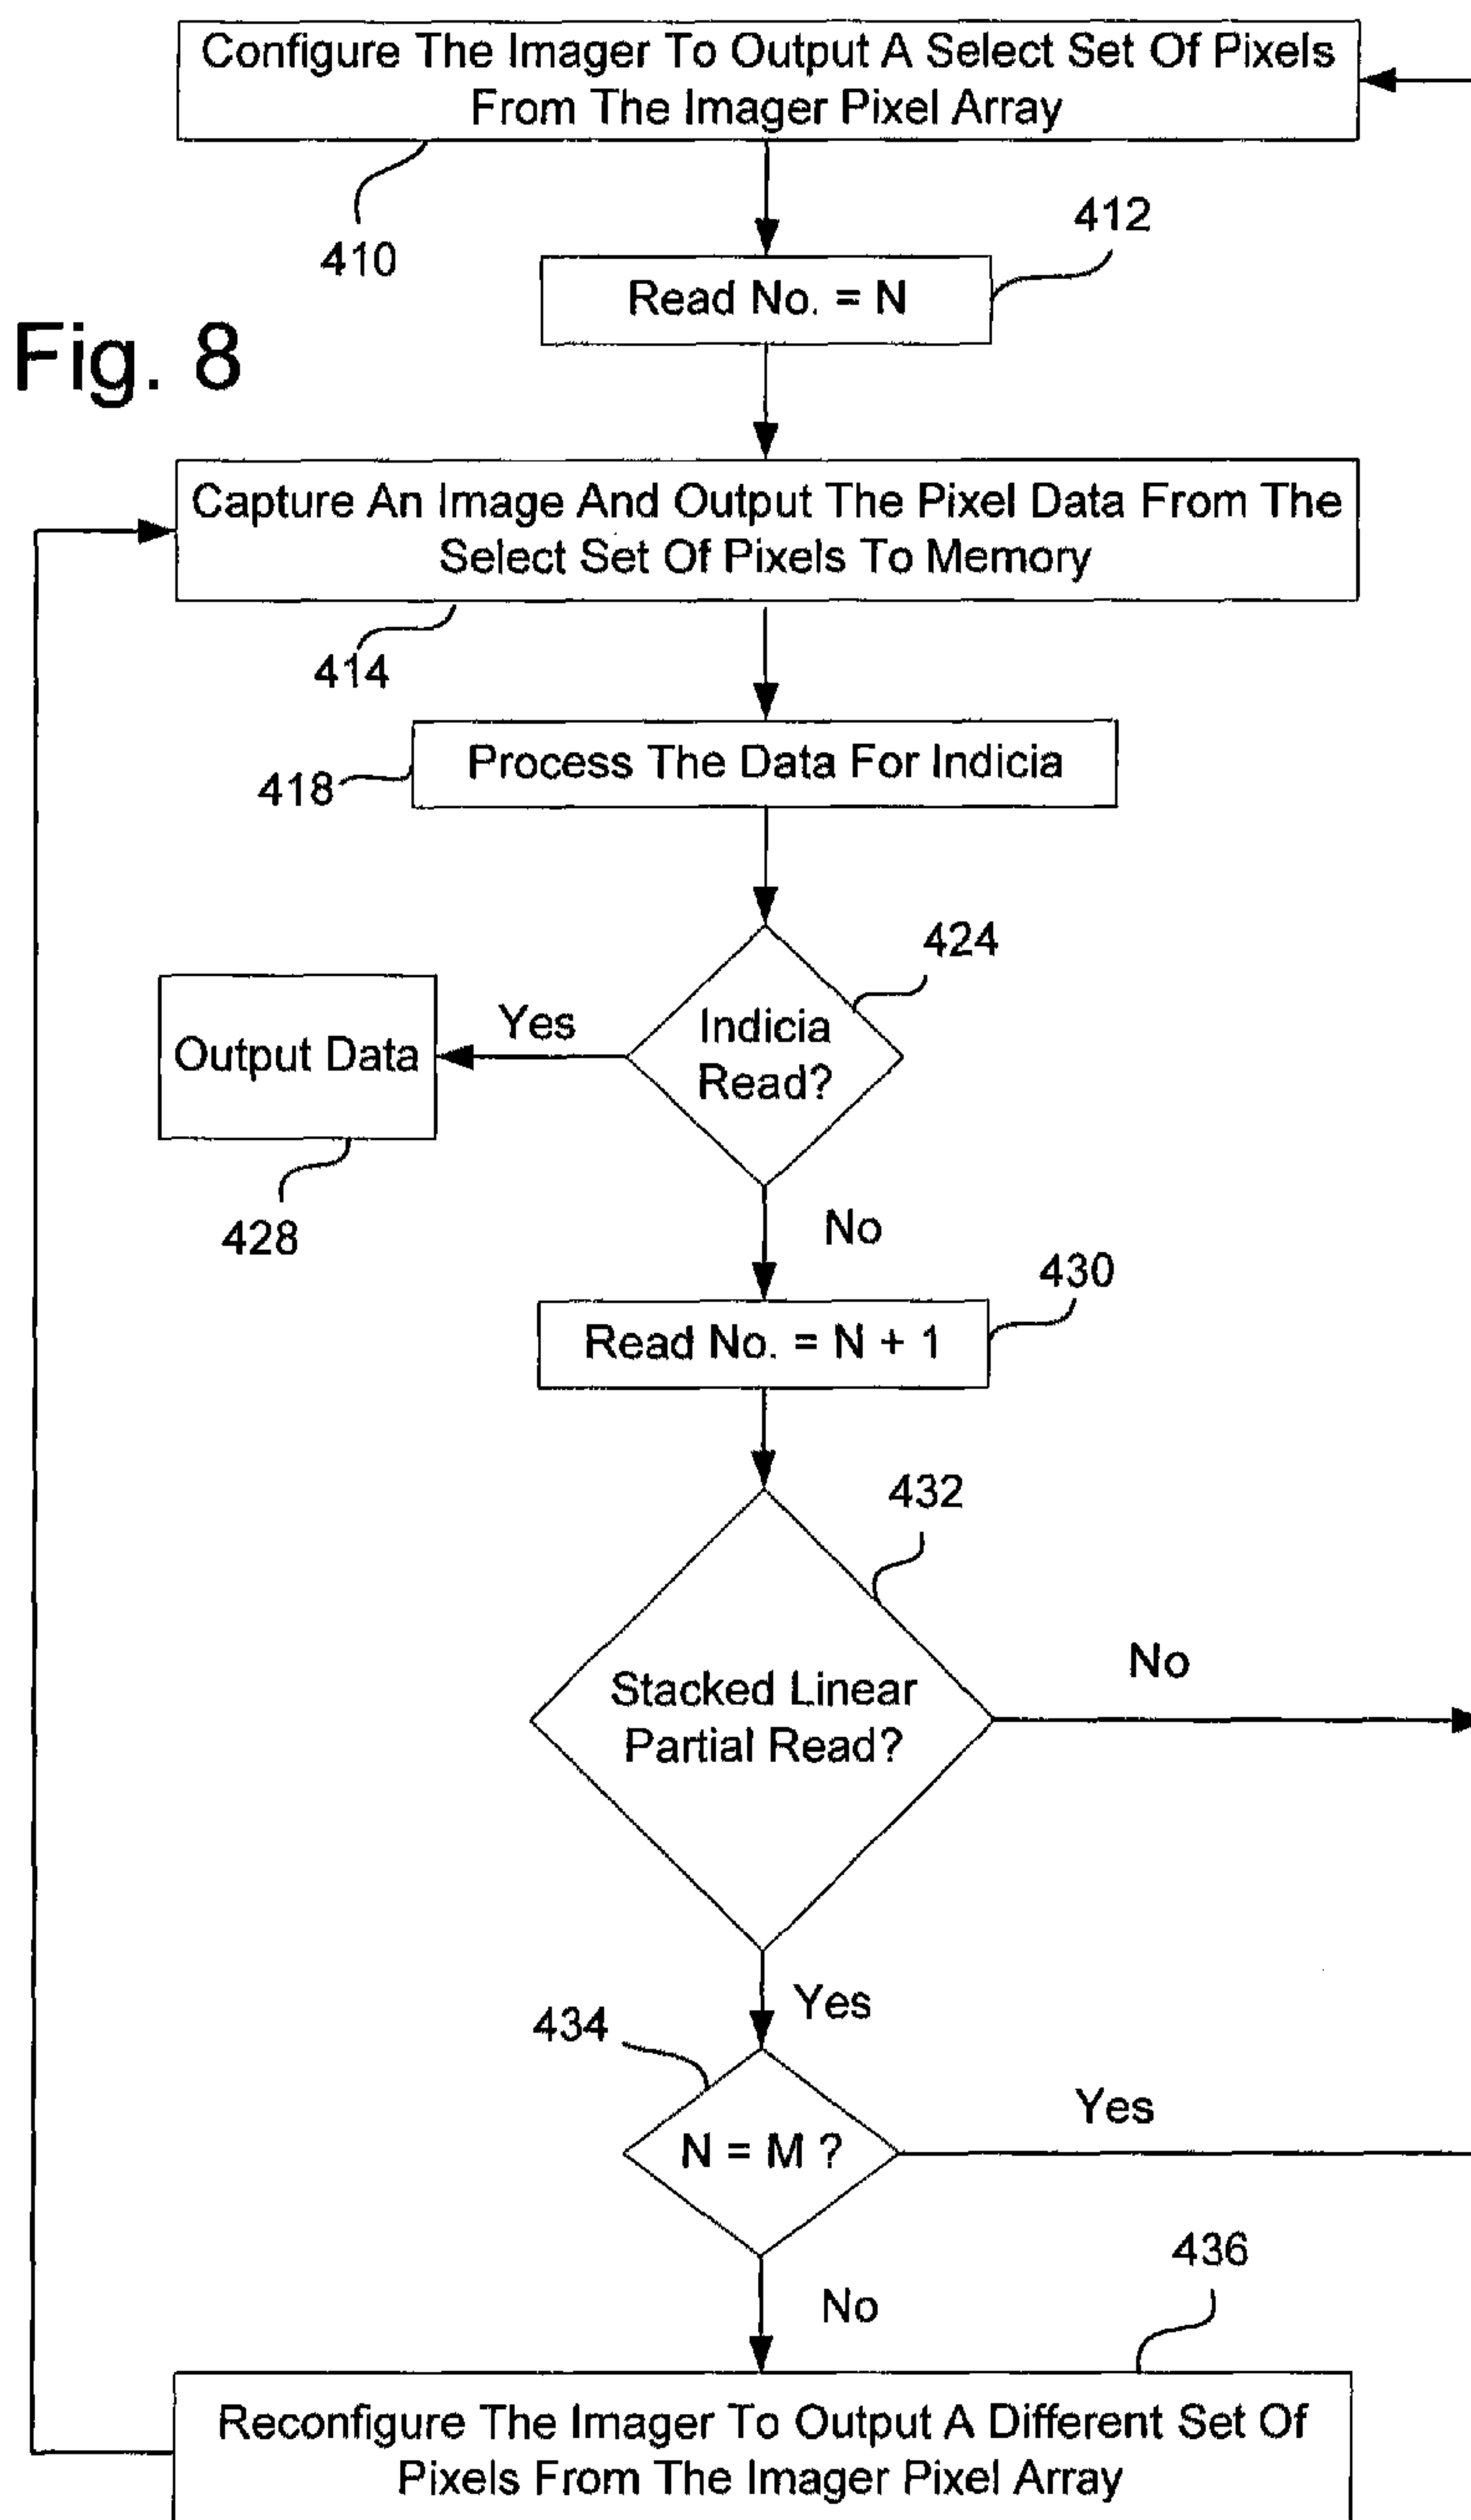 Configure The Imager To Output A Select Set Of Pixels
From The Imager Pixel Array
410
412
Read No. = N
Fig. 8
Capture An Image And Output The Pixel Data From The
Select Set Of Pixels To Memory
414
Process The Data For Indicia
418
424
Indicia
Read?
Yes
Output Data
428
No
430
Read No. = N + 1
432
Stacked Linear
Partial Read?
No
Yes
434
N = M ?
Yes
436
No
Reconfigure The Imager To Output A Different Set Of
Pixels From The Imager Pixel Array